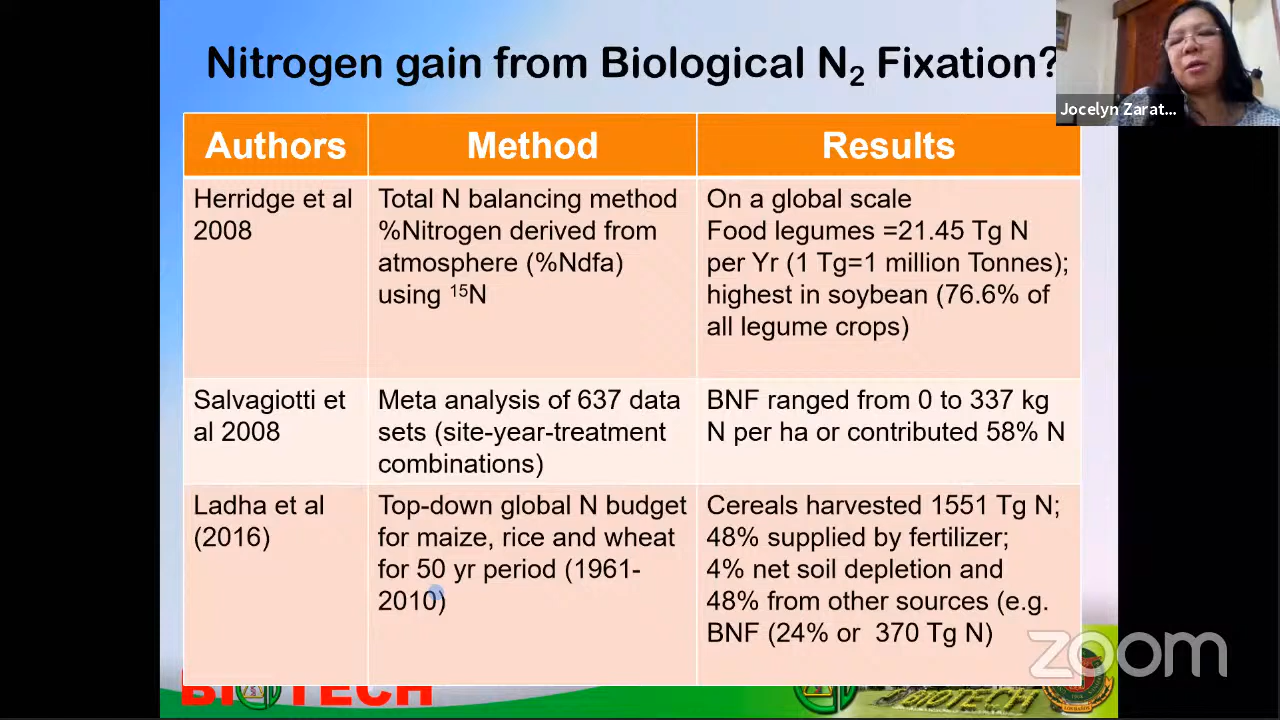 Nitrogen gain from Biological N₂ Fixation?
Jocelyn Zarat...
Authors
Method
Results
Herridge et al
2008
Total N balancing method
%Nitrogen derived from
atmosphere (%Ndfa)
using ¹⁵N
On a global scale
Food legumes =21.45 Tg N
per Yr (1 Tg=1 million Tonnes);
highest in soybean (76.6% of
all legume crops)
Salvagiotti et
al 2008
Meta analysis of 637 data
sets (site-year-treatment
combinations)
BNF ranged from 0 to 337 kg
N per ha or contributed 58% N
Ladha et al
(2016)
Top-down global N budget
for maize, rice and wheat
for 50 yr period (1961-
2010)
Cereals harvested 1551 Tg N;
48% supplied by fertilizer;
4% net soil depletion and
48% from other sources (e.g.
BNF (24% or 370 Tg N)
BIOTECH
zoom